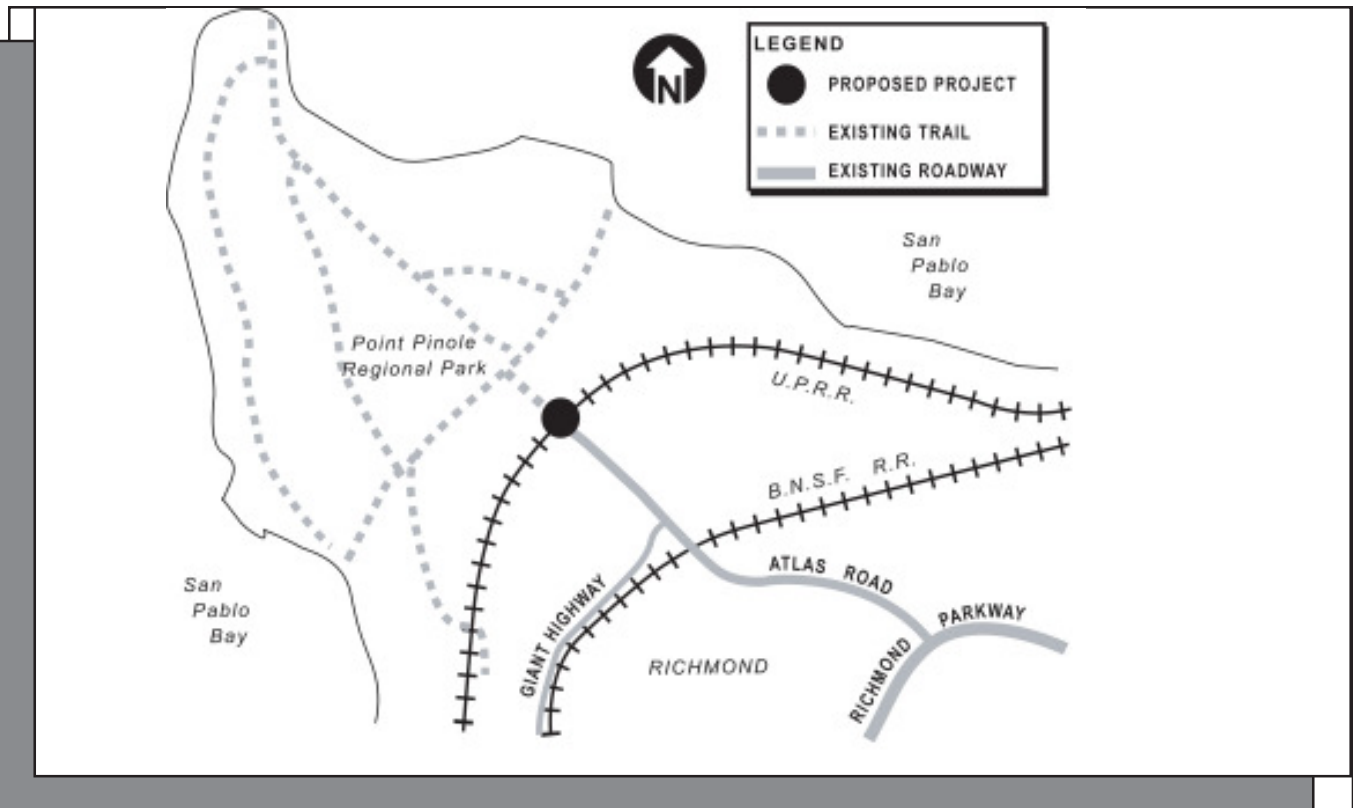 N
LEGEND
PROPOSED PROJECT
EXISTING TRAIL
EXISTING ROADWAY
San
Pablo
Bay
Point Pinole
Regional Park
U.P.R.R.
B.N.S.F. R.R.
ATLAS ROAD
GIANT HIGHWAY
RICHMOND PARKWAY
RICHMOND
San
Pablo
Bay